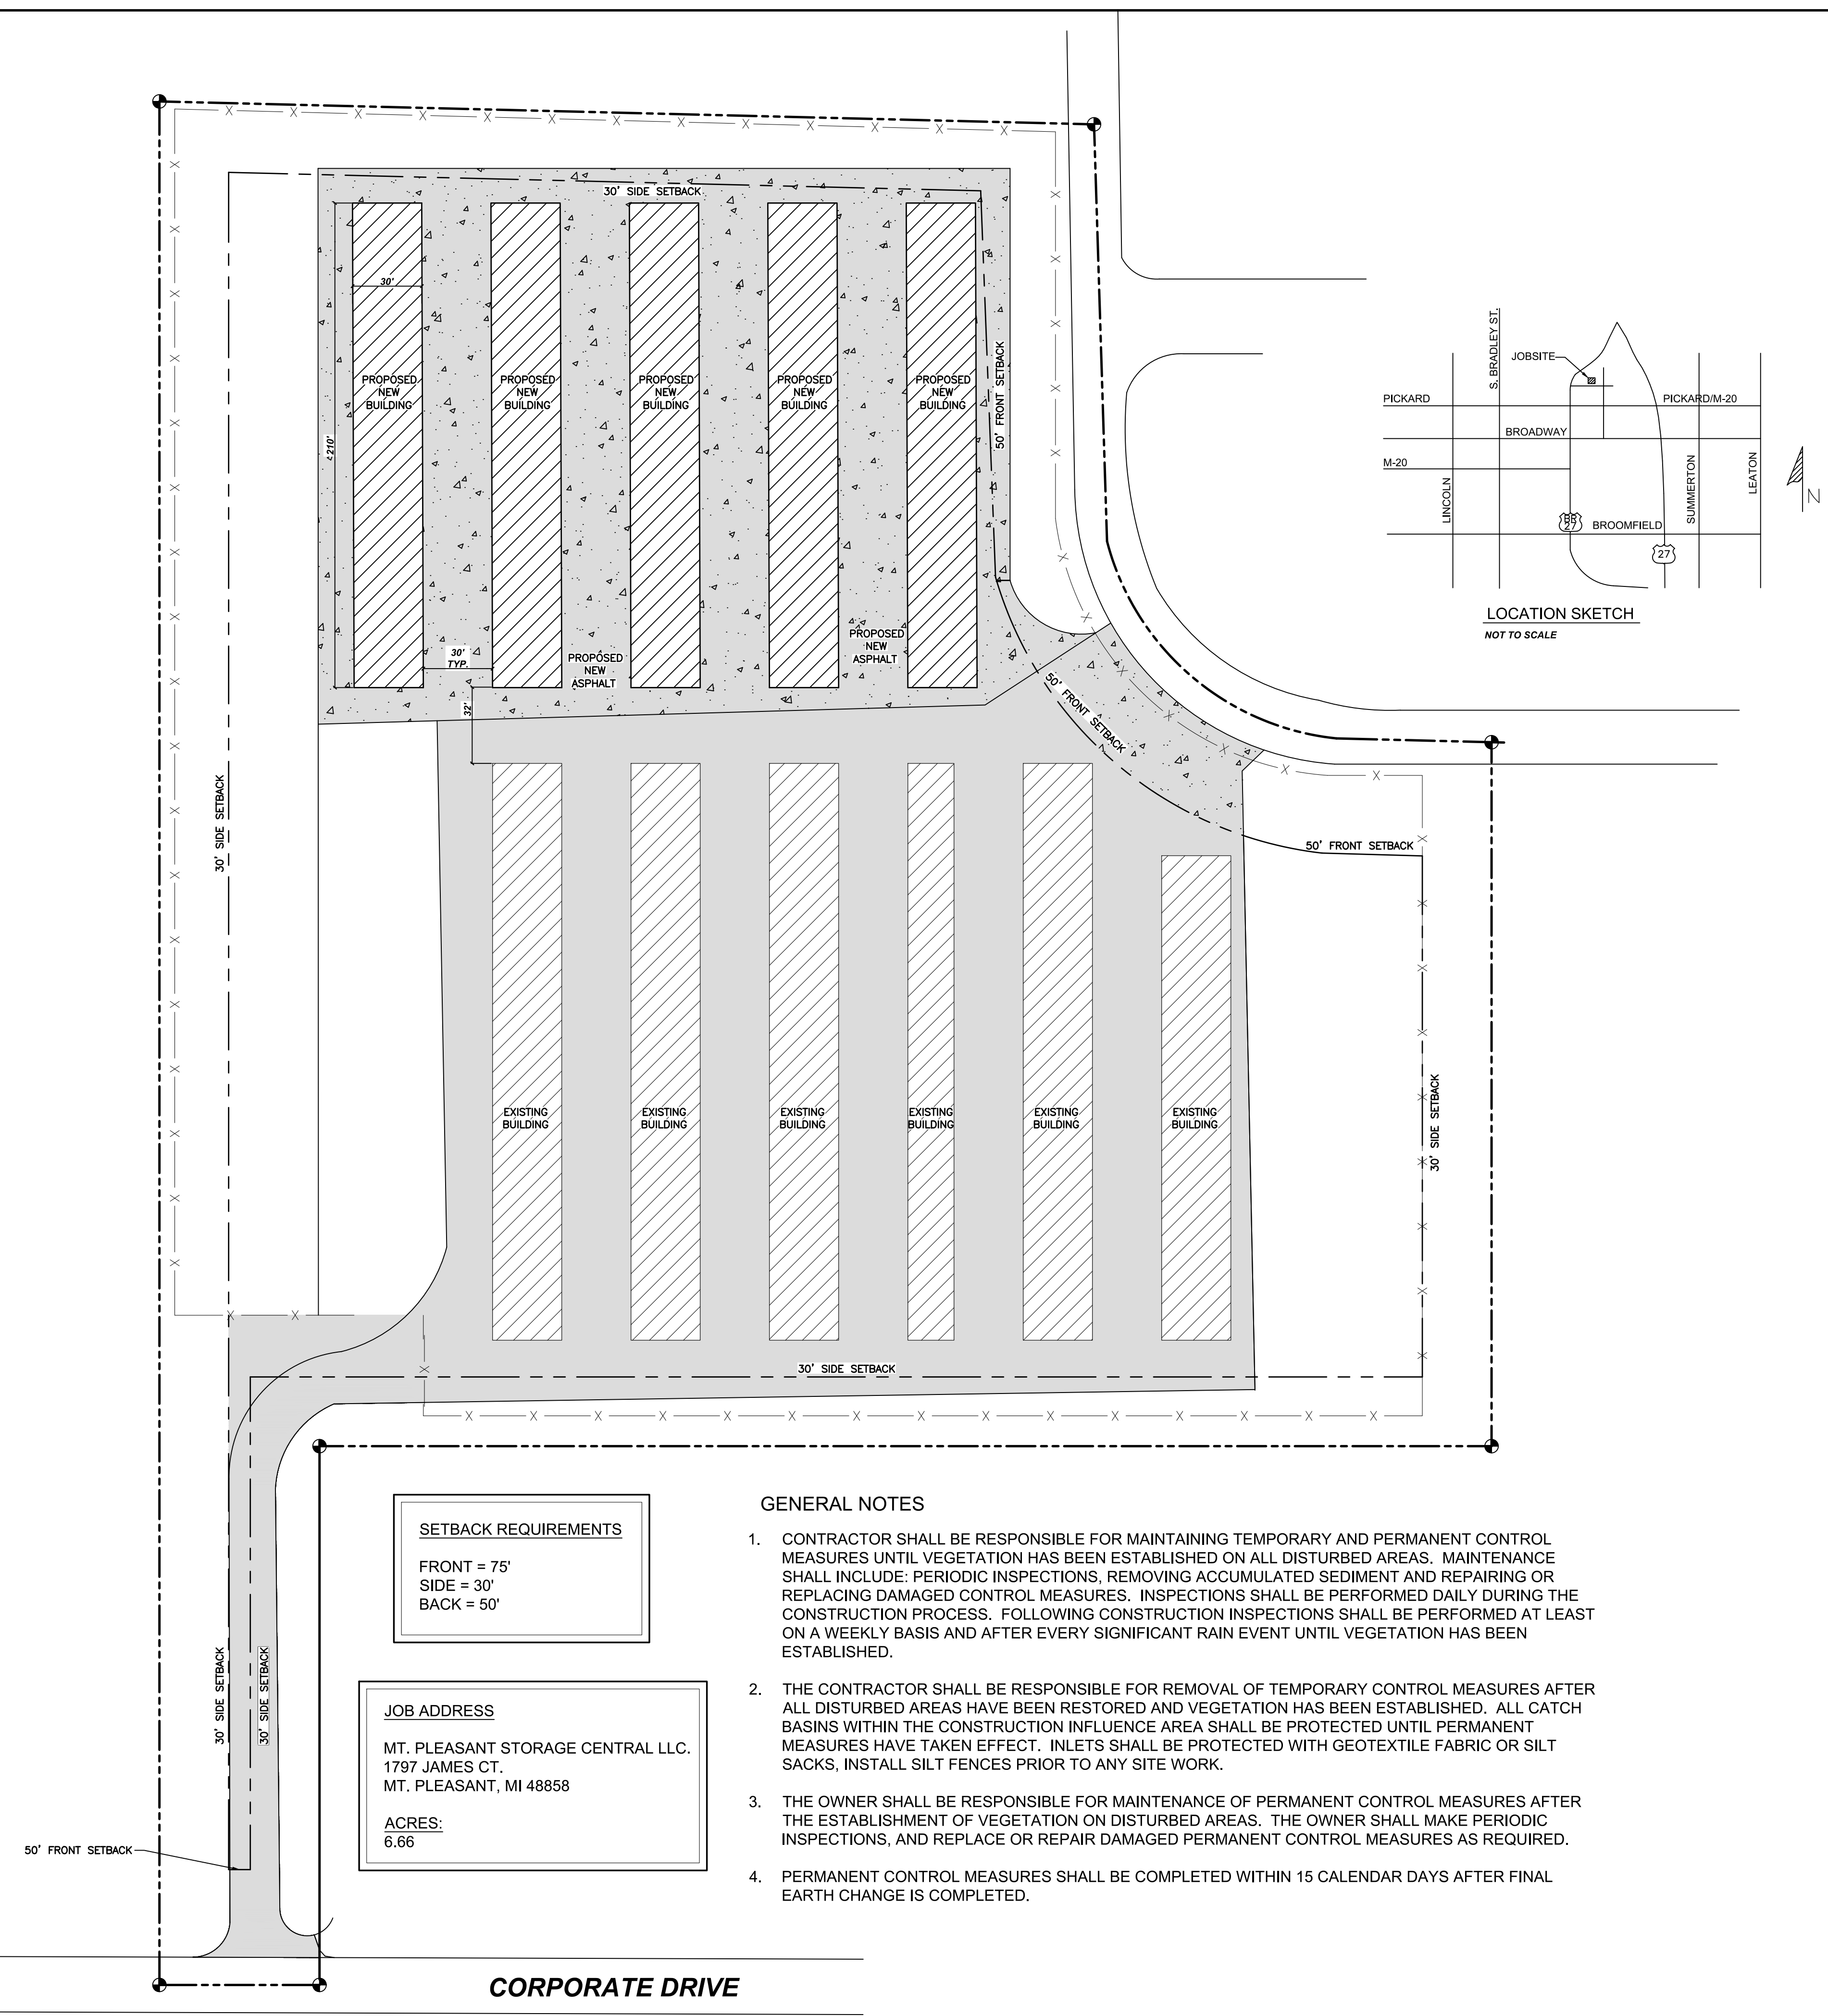 30' SIDE SETBACK
30'
PROPOSED
NEW
BUILDING
PROPOSED
NEW
BUILDING
PROPOSED
NEW
BUILDING
PROPOSED
NEW
BUILDING
PROPOSED
NEW
BUILDING
50' FRONT SETBACK
210'
30'
TYP.
32'
PROPOSED
NEW
ASPHALT
PROPOSED
NEW
ASPHALT
50' FRONT SETBACK
50' FRONT SETBACK
30' SIDE SETBACK
S. BRADLEY ST.
JOBSITE
PICKARD
PICKARD/M-20
BROADWAY
M-20
LINCOLN
SUMMERTON
LEATON
BR
27
BROOMFIELD
27
N
LOCATION SKETCH
NOT TO SCALE
EXISTING
BUILDING
EXISTING
BUILDING
EXISTING
BUILDING
EXISTING
BUILDING
EXISTING
BUILDING
EXISTING
BUILDING
30' SIDE SETBACK
30' SIDE SETBACK
SETBACK REQUIREMENTS
FRONT = 75'
SIDE = 30'
BACK = 50'
JOB ADDRESS
MT. PLEASANT STORAGE CENTRAL LLC.
1797 JAMES CT.
MT. PLEASANT, MI 48858
ACRES:
6.66
30' SIDE SETBACK
30' SIDE SETBACK
50' FRONT SETBACK
GENERAL NOTES
1. CONTRACTOR SHALL BE RESPONSIBLE FOR MAINTAINING TEMPORARY AND PERMANENT CONTROL
MEASURES UNTIL VEGETATION HAS BEEN ESTABLISHED ON ALL DISTURBED AREAS. MAINTENANCE
SHALL INCLUDE: PERIODIC INSPECTIONS, REMOVING ACCUMULATED SEDIMENT AND REPAIRING OR
REPLACING DAMAGED CONTROL MEASURES. INSPECTIONS SHALL BE PERFORMED DAILY DURING THE
CONSTRUCTION PROCESS. FOLLOWING CONSTRUCTION INSPECTIONS SHALL BE PERFORMED AT LEAST
ON A WEEKLY BASIS AND AFTER EVERY SIGNIFICANT RAIN EVENT UNTIL VEGETATION HAS BEEN
ESTABLISHED.
2. THE CONTRACTOR SHALL BE RESPONSIBLE FOR REMOVAL OF TEMPORARY CONTROL MEASURES AFTER
ALL DISTURBED AREAS HAVE BEEN RESTORED AND VEGETATION HAS BEEN ESTABLISHED. ALL CATCH
BASINS WITHIN THE CONSTRUCTION INFLUENCE AREA SHALL BE PROTECTED UNTIL PERMANENT
MEASURES HAVE TAKEN EFFECT. INLETS SHALL BE PROTECTED WITH GEOTEXTILE FABRIC OR SILT
SACKS, INSTALL SILT FENCES PRIOR TO ANY SITE WORK.
3. THE OWNER SHALL BE RESPONSIBLE FOR MAINTENANCE OF PERMANENT CONTROL MEASURES AFTER
THE ESTABLISHMENT OF VEGETATION ON DISTURBED AREAS. THE OWNER SHALL MAKE PERIODIC
INSPECTIONS, AND REPLACE OR REPAIR DAMAGED PERMANENT CONTROL MEASURES AS REQUIRED.
4. PERMANENT CONTROL MEASURES SHALL BE COMPLETED WITHIN 15 CALENDAR DAYS AFTER FINAL
EARTH CHANGE IS COMPLETED.
CORPORATE DRIVE